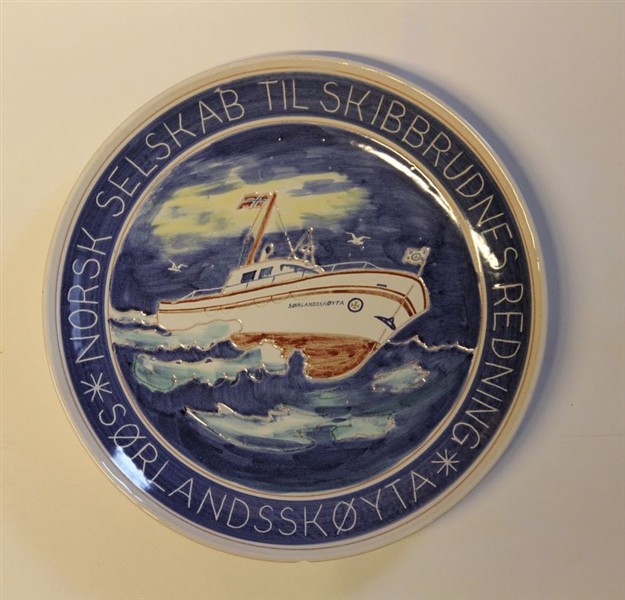 NORSK SELSKAB TIL SKIBBRUDNES REDNING
* SØRLANDSSKØYTA *
SØRLANDSSKØYTA